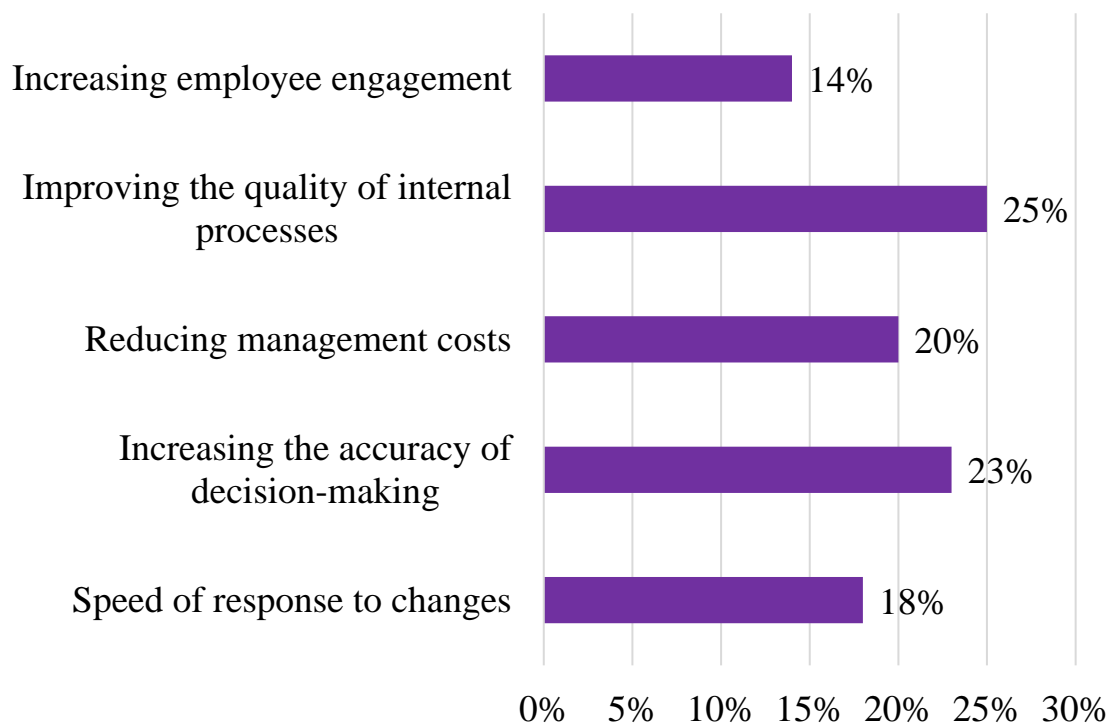 Increasing employee engagement
14%
Improving the quality of internal
processes
25%
Reducing management costs
20%
Increasing the accuracy of
decision-making
23%
Speed of response to changes
18%
0% 5% 10% 15% 20% 25% 30%